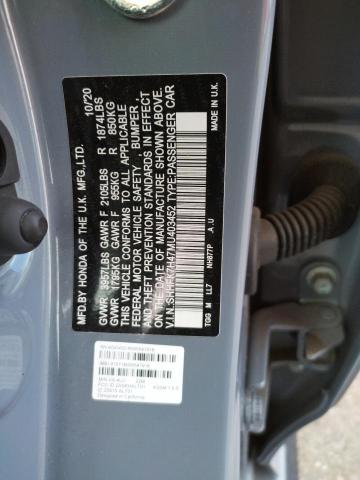 MFD. BY HONDA OF THE U.K. MFG.,LTD. 10/20
GVWR 3957LBS GAWR F 2105LBS R 1874LBS
GVWR 1795KG GAWR F 955KG R 850KG
THIS VEHICLE CONFORMS TO ALL APPLICABLE
FEDERAL MOTOR VEHICLE SAFETY , BUMPER ,
AND THEFT PREVENTION STANDARDS IN EFFECT
ON THE DATE OF MANUFACTURE SHOWN ABOVE.
V.I.N. TYPE:PASSENGER CAR
TGG M LL7 NH877P .A U
MADE IN U.K.
Designed in California